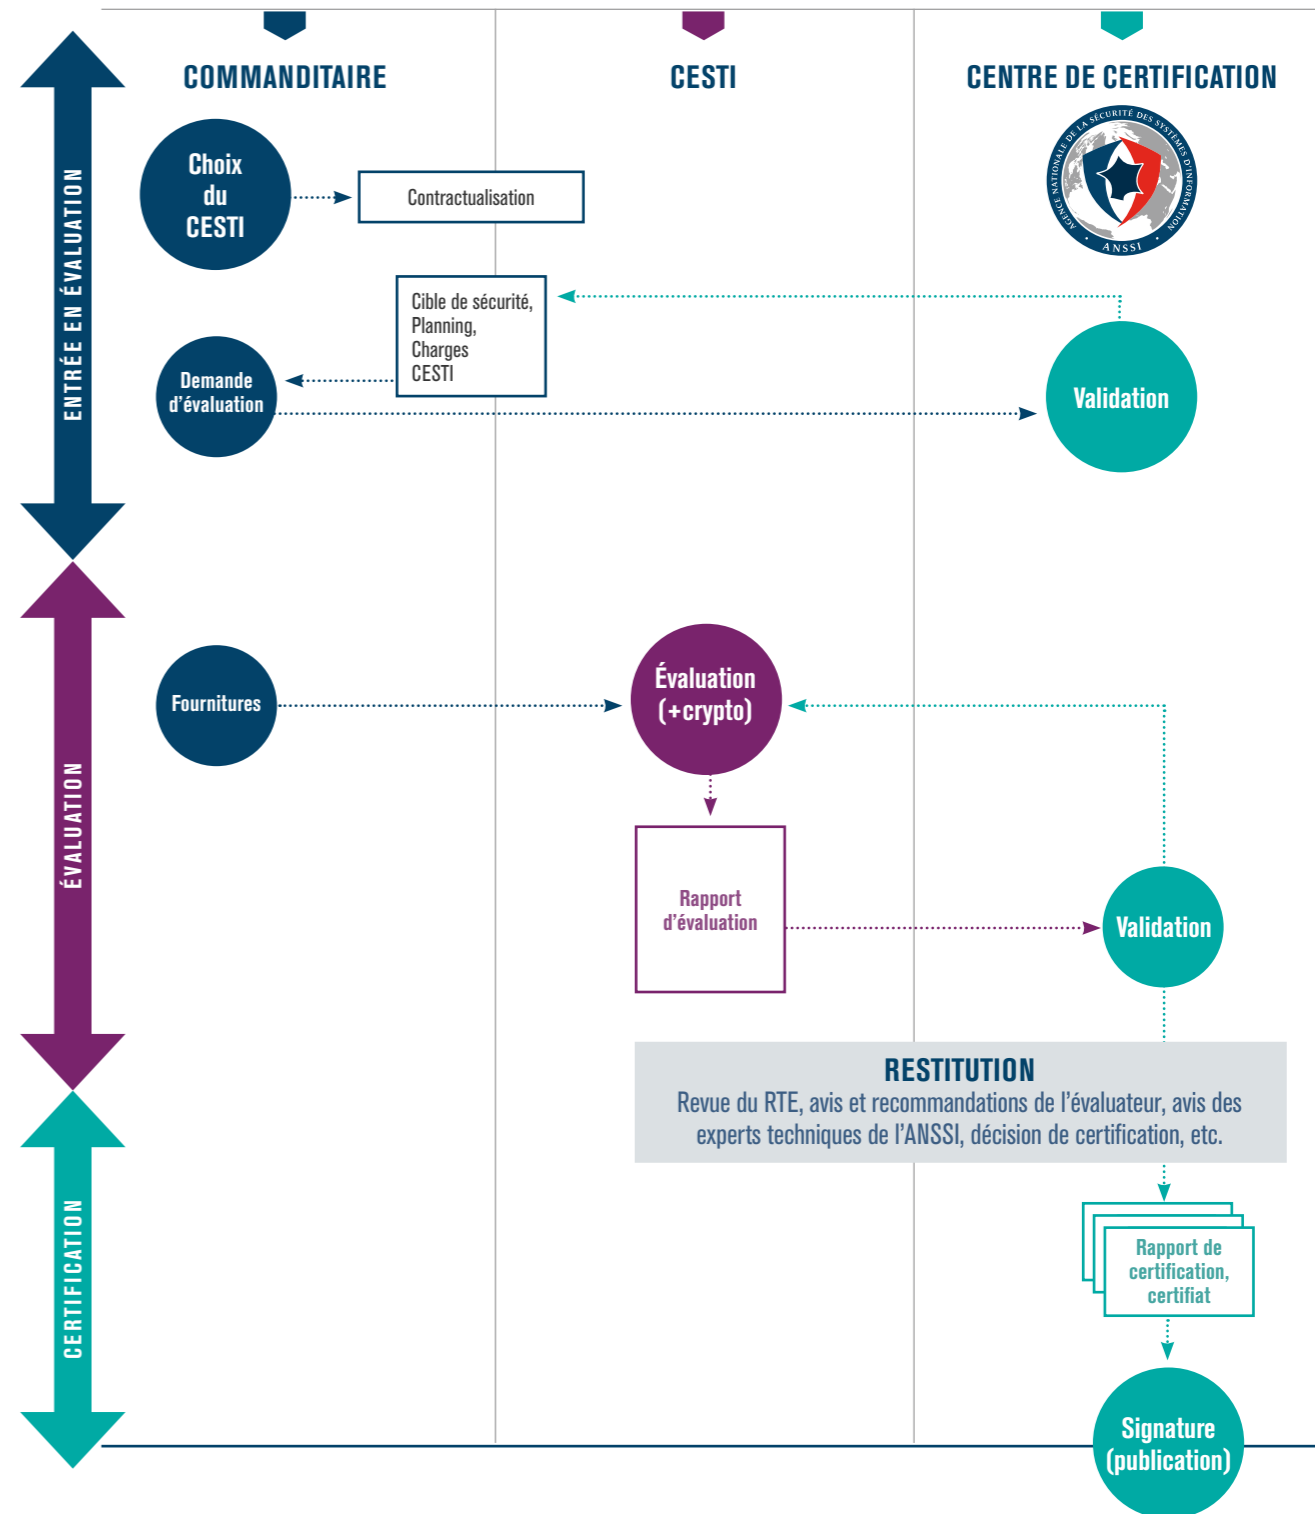 COMMANDITAIRE
CESTI
CENTRE DE CERTIFICATION
AGENCE NATIONALE DE LA SÉCURITÉ DES SYSTÈMES D'INFORMATION
• ANSSI •
ENTRÉE EN ÉVALUATION
Choix
du
CESTI
Contractualisation
Cible de sécurité,
Planning,
Charges
CESTI
Demande
d'évaluation
Validation
ÉVALUATION
Fournitures
Évaluation
(+crypto)
Rapport
d'évaluation
Validation
RESTITUTION
Revue du RTE, avis et recommandations de l'évaluateur, avis des
experts techniques de l'ANSSI, décision de certification, etc.
CERTIFICATION
Rapport de
certification,
certifiat
Signature
(publication)